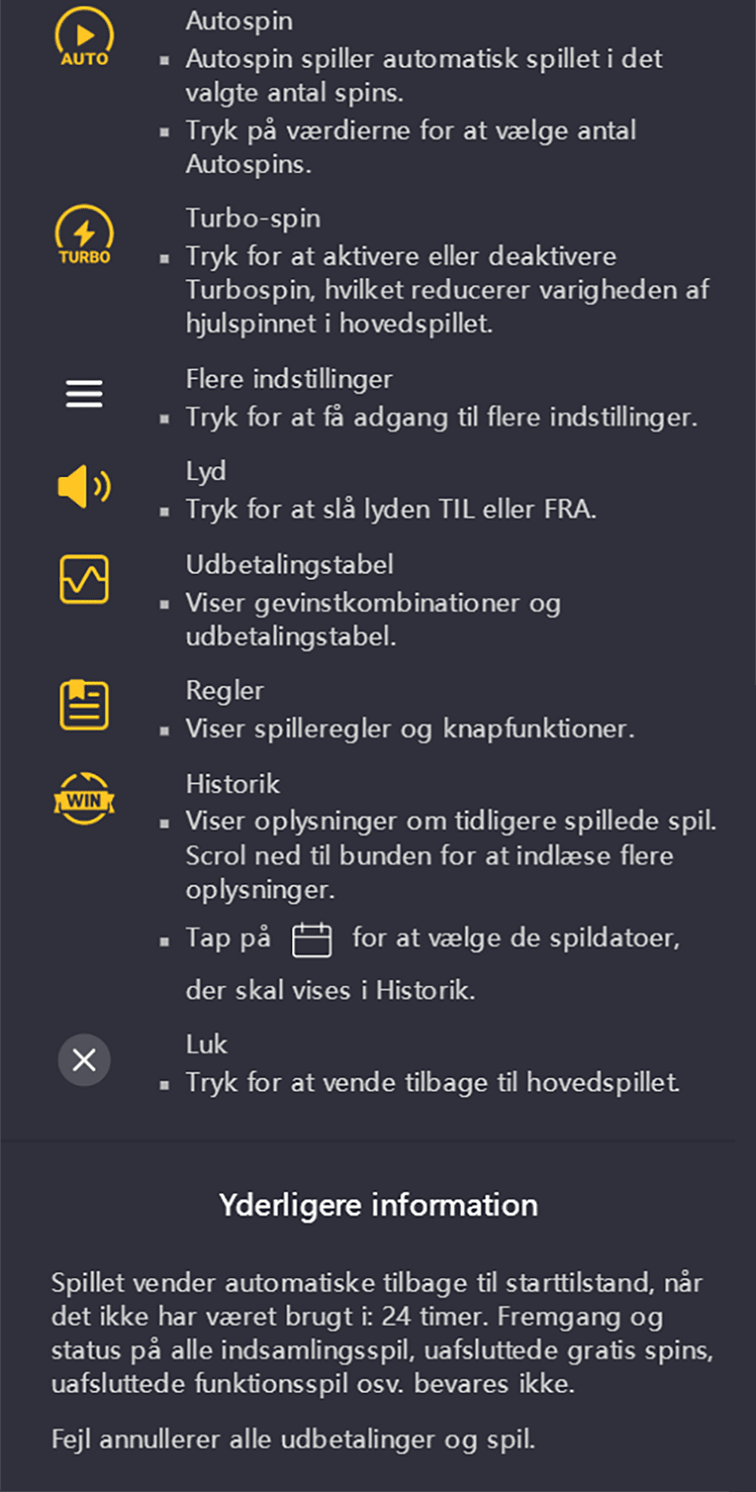 Autospin
AUTO
▪ Autospin spiller automatisk spillet i det
valgte antal spins.
▪ Tryk på værdierne for at vælge antal
Autospins.
Turbo-spin
TURBO
▪ Tryk for at aktivere eller deaktivere
Turbospin, hvilket reducerer varigheden af
hjulspinnet i hovedspillet.
Flere indstillinger
▪ Tryk for at få adgang til flere indstillinger.
Lyd
▪ Tryk for at slå lyden TIL eller FRA.
Udbetalingstabel
▪ Viser gevinstkombinationer og
udbetalingstabel.
Regler
▪ Viser spilleregler og knapfunktioner.
Historik
WIN
▪ Viser oplysninger om tidligere spillede spil.
Scrol ned til bunden for at indlæse flere
oplysninger.
▪ Tap på for at vælge de spildatoer,
der skal vises i Historik.
Luk
▪ Tryk for at vende tilbage til hovedspillet.
Yderligere information
Spillet vender automatiske tilbage til starttilstand, når
det ikke har været brugt i: 24 timer. Fremgang og
status på alle indsamlingsspil, uafsluttede gratis spins,
uafsluttede funktionsspil osv. bevares ikke.
Fejl annullerer alle udbetalinger og spil.